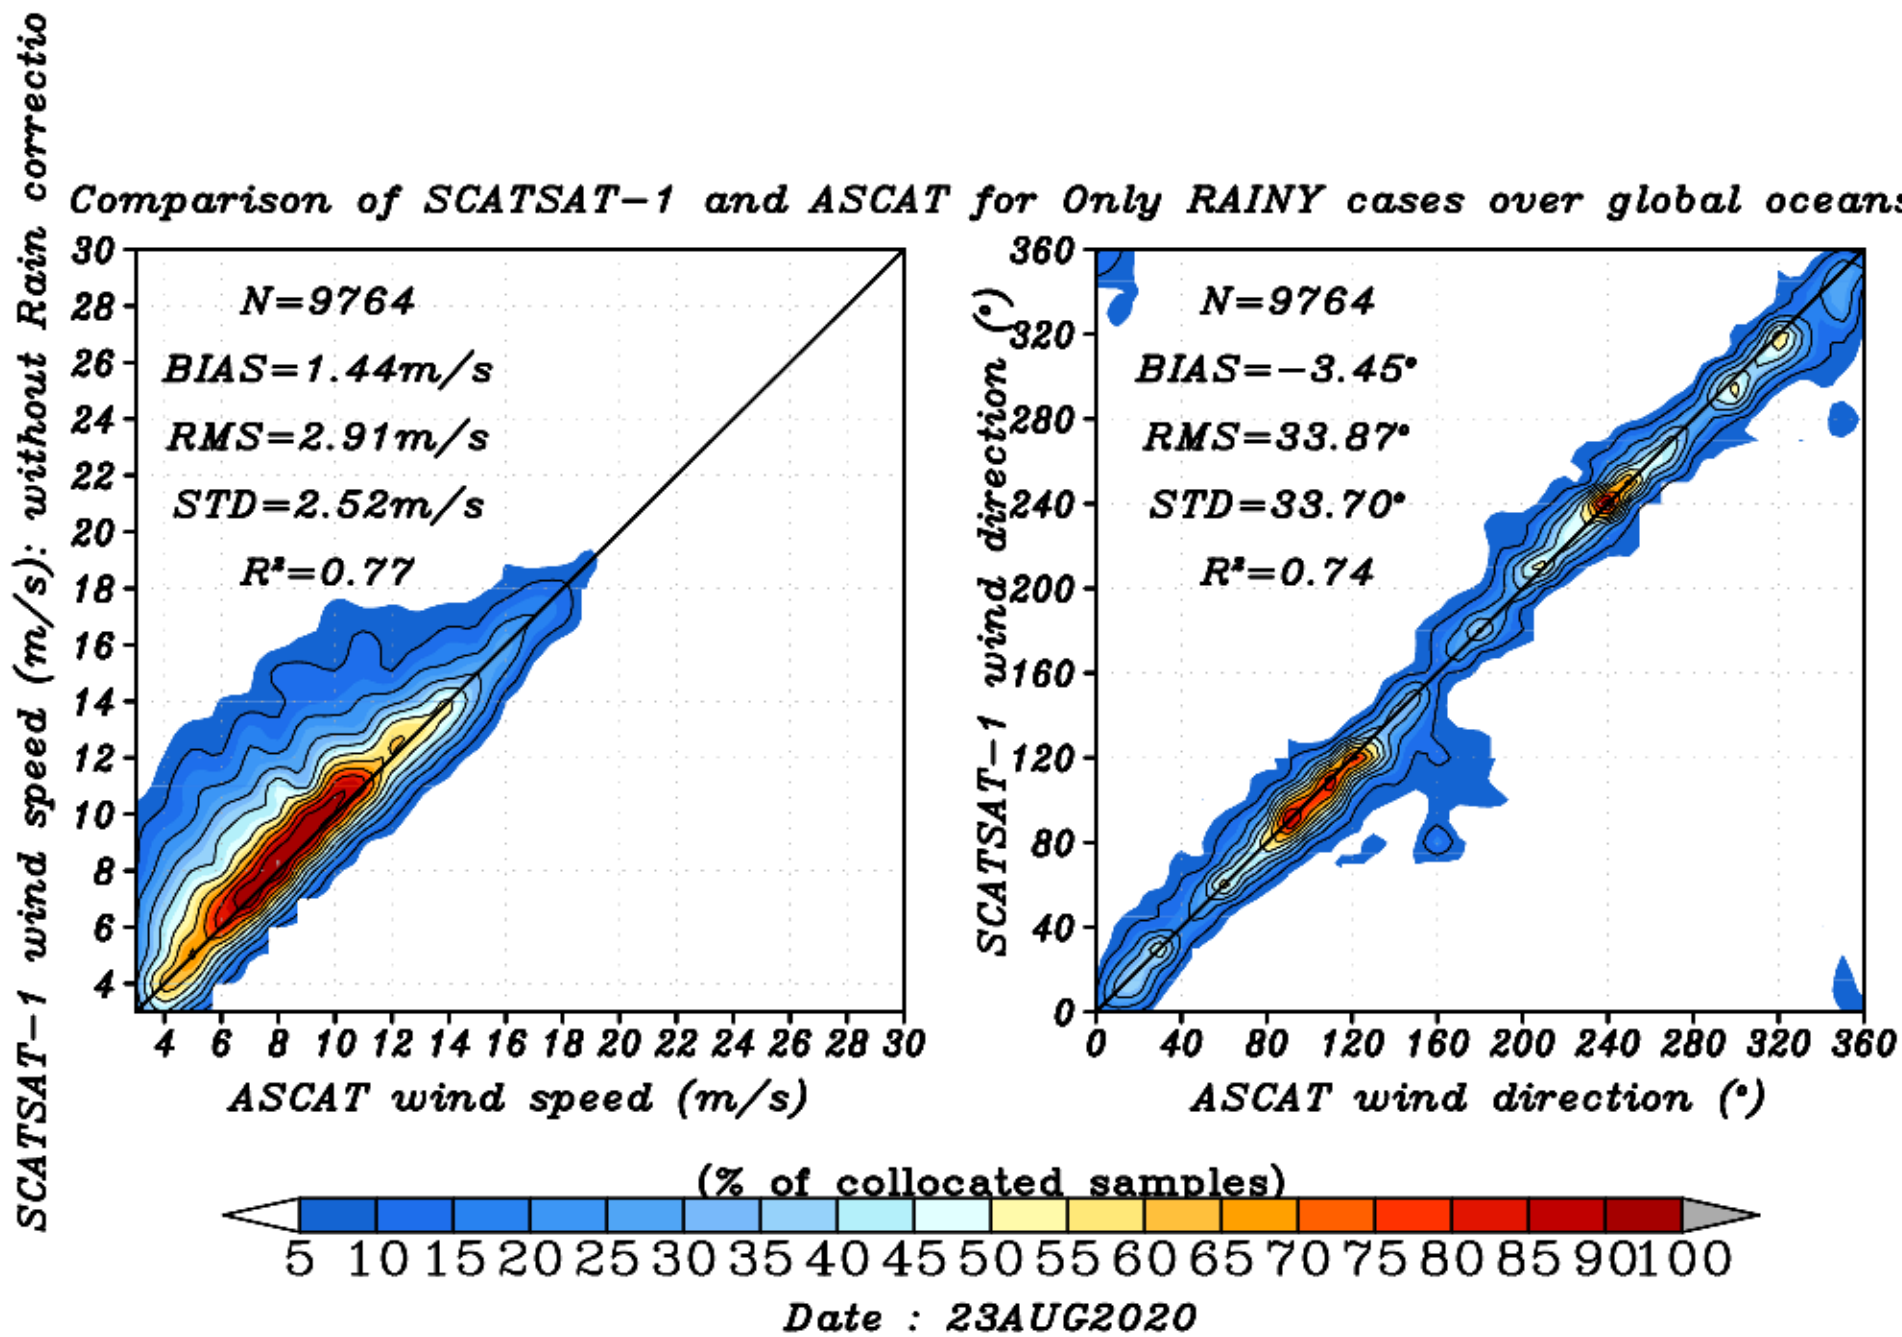 Comparison of SCATSAT-1 and ASCAT for Only RAINY cases over global oceans
SCATSAT-1 wind speed (m/s): without Rain correctio
30
28
26
24
22
20
18
16
14
12
10
8
6
4
N=9764
BIAS=1.44m/s
RMS=2.91m/s
STD=2.52m/s
R²=0.77
4 6 8 10 12 14 16 18 20 22 24 26 28 30
ASCAT wind speed (m/s)
SCATSAT-1 wind direction (°)
360
320
280
240
200
160
120
80
40
0
N=9764
BIAS=-3.45°
RMS=33.87°
STD=33.70°
R²=0.74
0 40 80 120 160 200 240 280 320 360
ASCAT wind direction (°)
(% of collocated samples)
5 10 15 20 25 30 35 40 45 50 55 60 65 70 75 80 85 90 100
Date : 23AUG2020